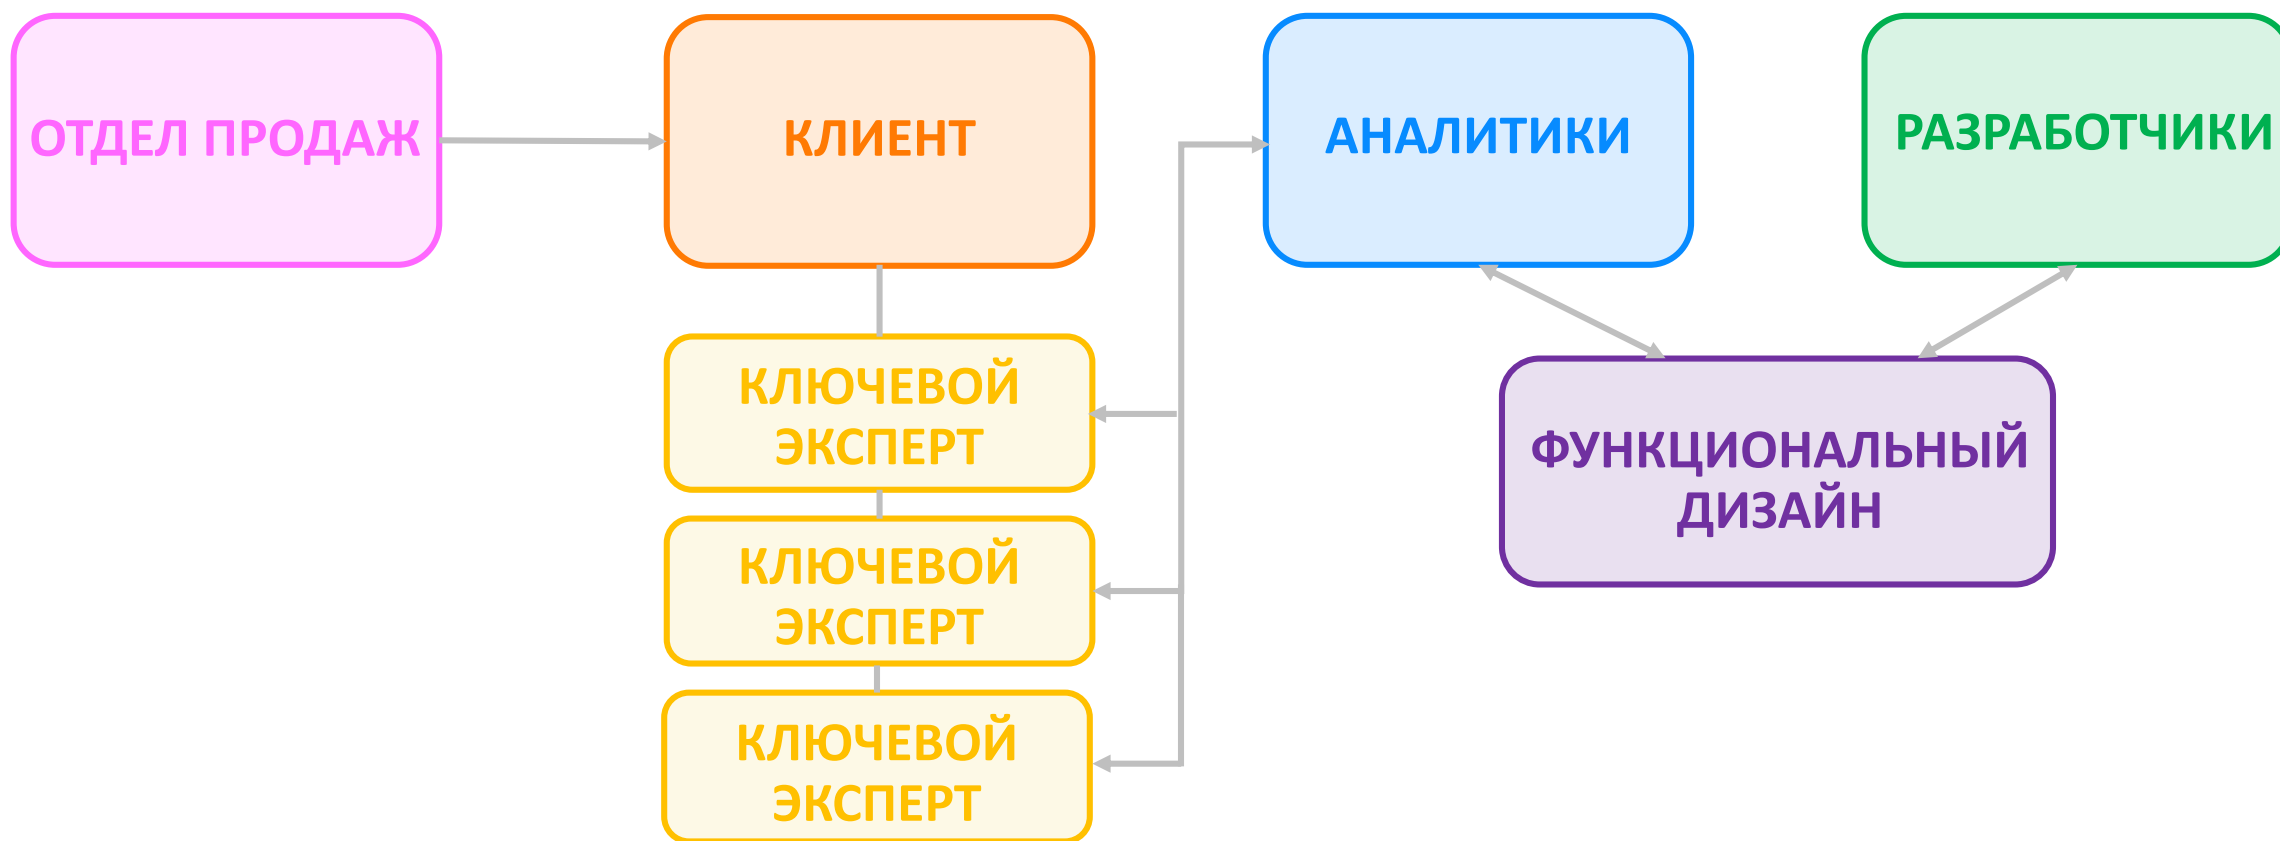 ОТДЕЛ ПРОДАЖ
КЛИЕНТ
АНАЛИТИКИ
РАЗРАБОТЧИКИ
КЛЮЧЕВОЙ
ЭКСПЕРТ
КЛЮЧЕВОЙ
ЭКСПЕРТ
КЛЮЧЕВОЙ
ЭКСПЕРТ
ФУНКЦИОНАЛЬНЫЙ
ДИЗАЙН